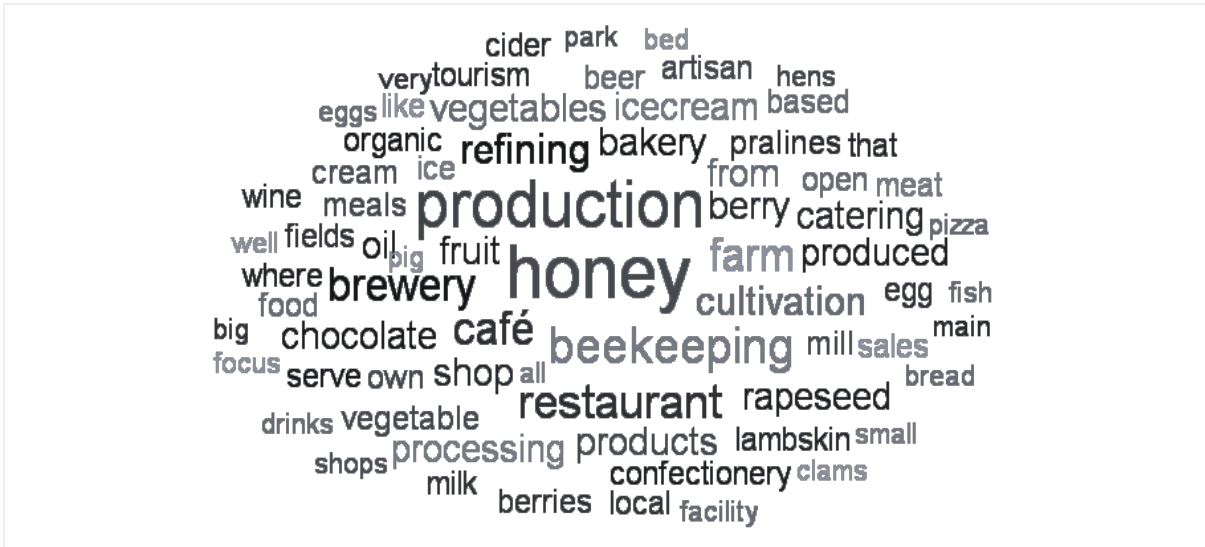 cider park bed
very tourism beer artisan hens
eggs like vegetables icecream based
organic refining bakery pralines that
cream ice from open meat
wine meals production berry catering pizza
well fields oil pig fruit farm produced
where brewery honey cultivation egg fish
food
big chocolate café beekeeping mill sales main
focus serve own shop all bread
restaurant rapeseed
drinks vegetable
processing products lambskin small
shops confectionery clams
milk
berries local facility